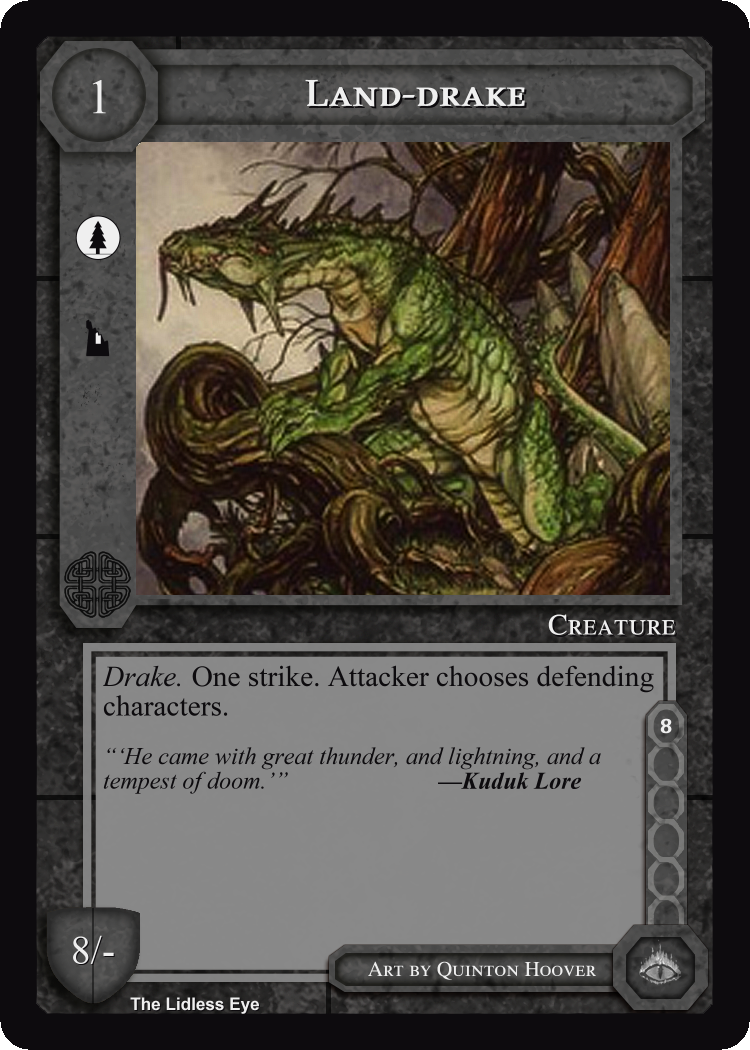 1
LAND-DRAKE
CREATURE
Drake. One strike. Attacker chooses defending
characters.
“‘He came with great thunder, and lightning, and a
tempest of doom.’”
—Kuduk Lore
8
8/-
ART BY QUINTON HOOVER
The Lidless Eye